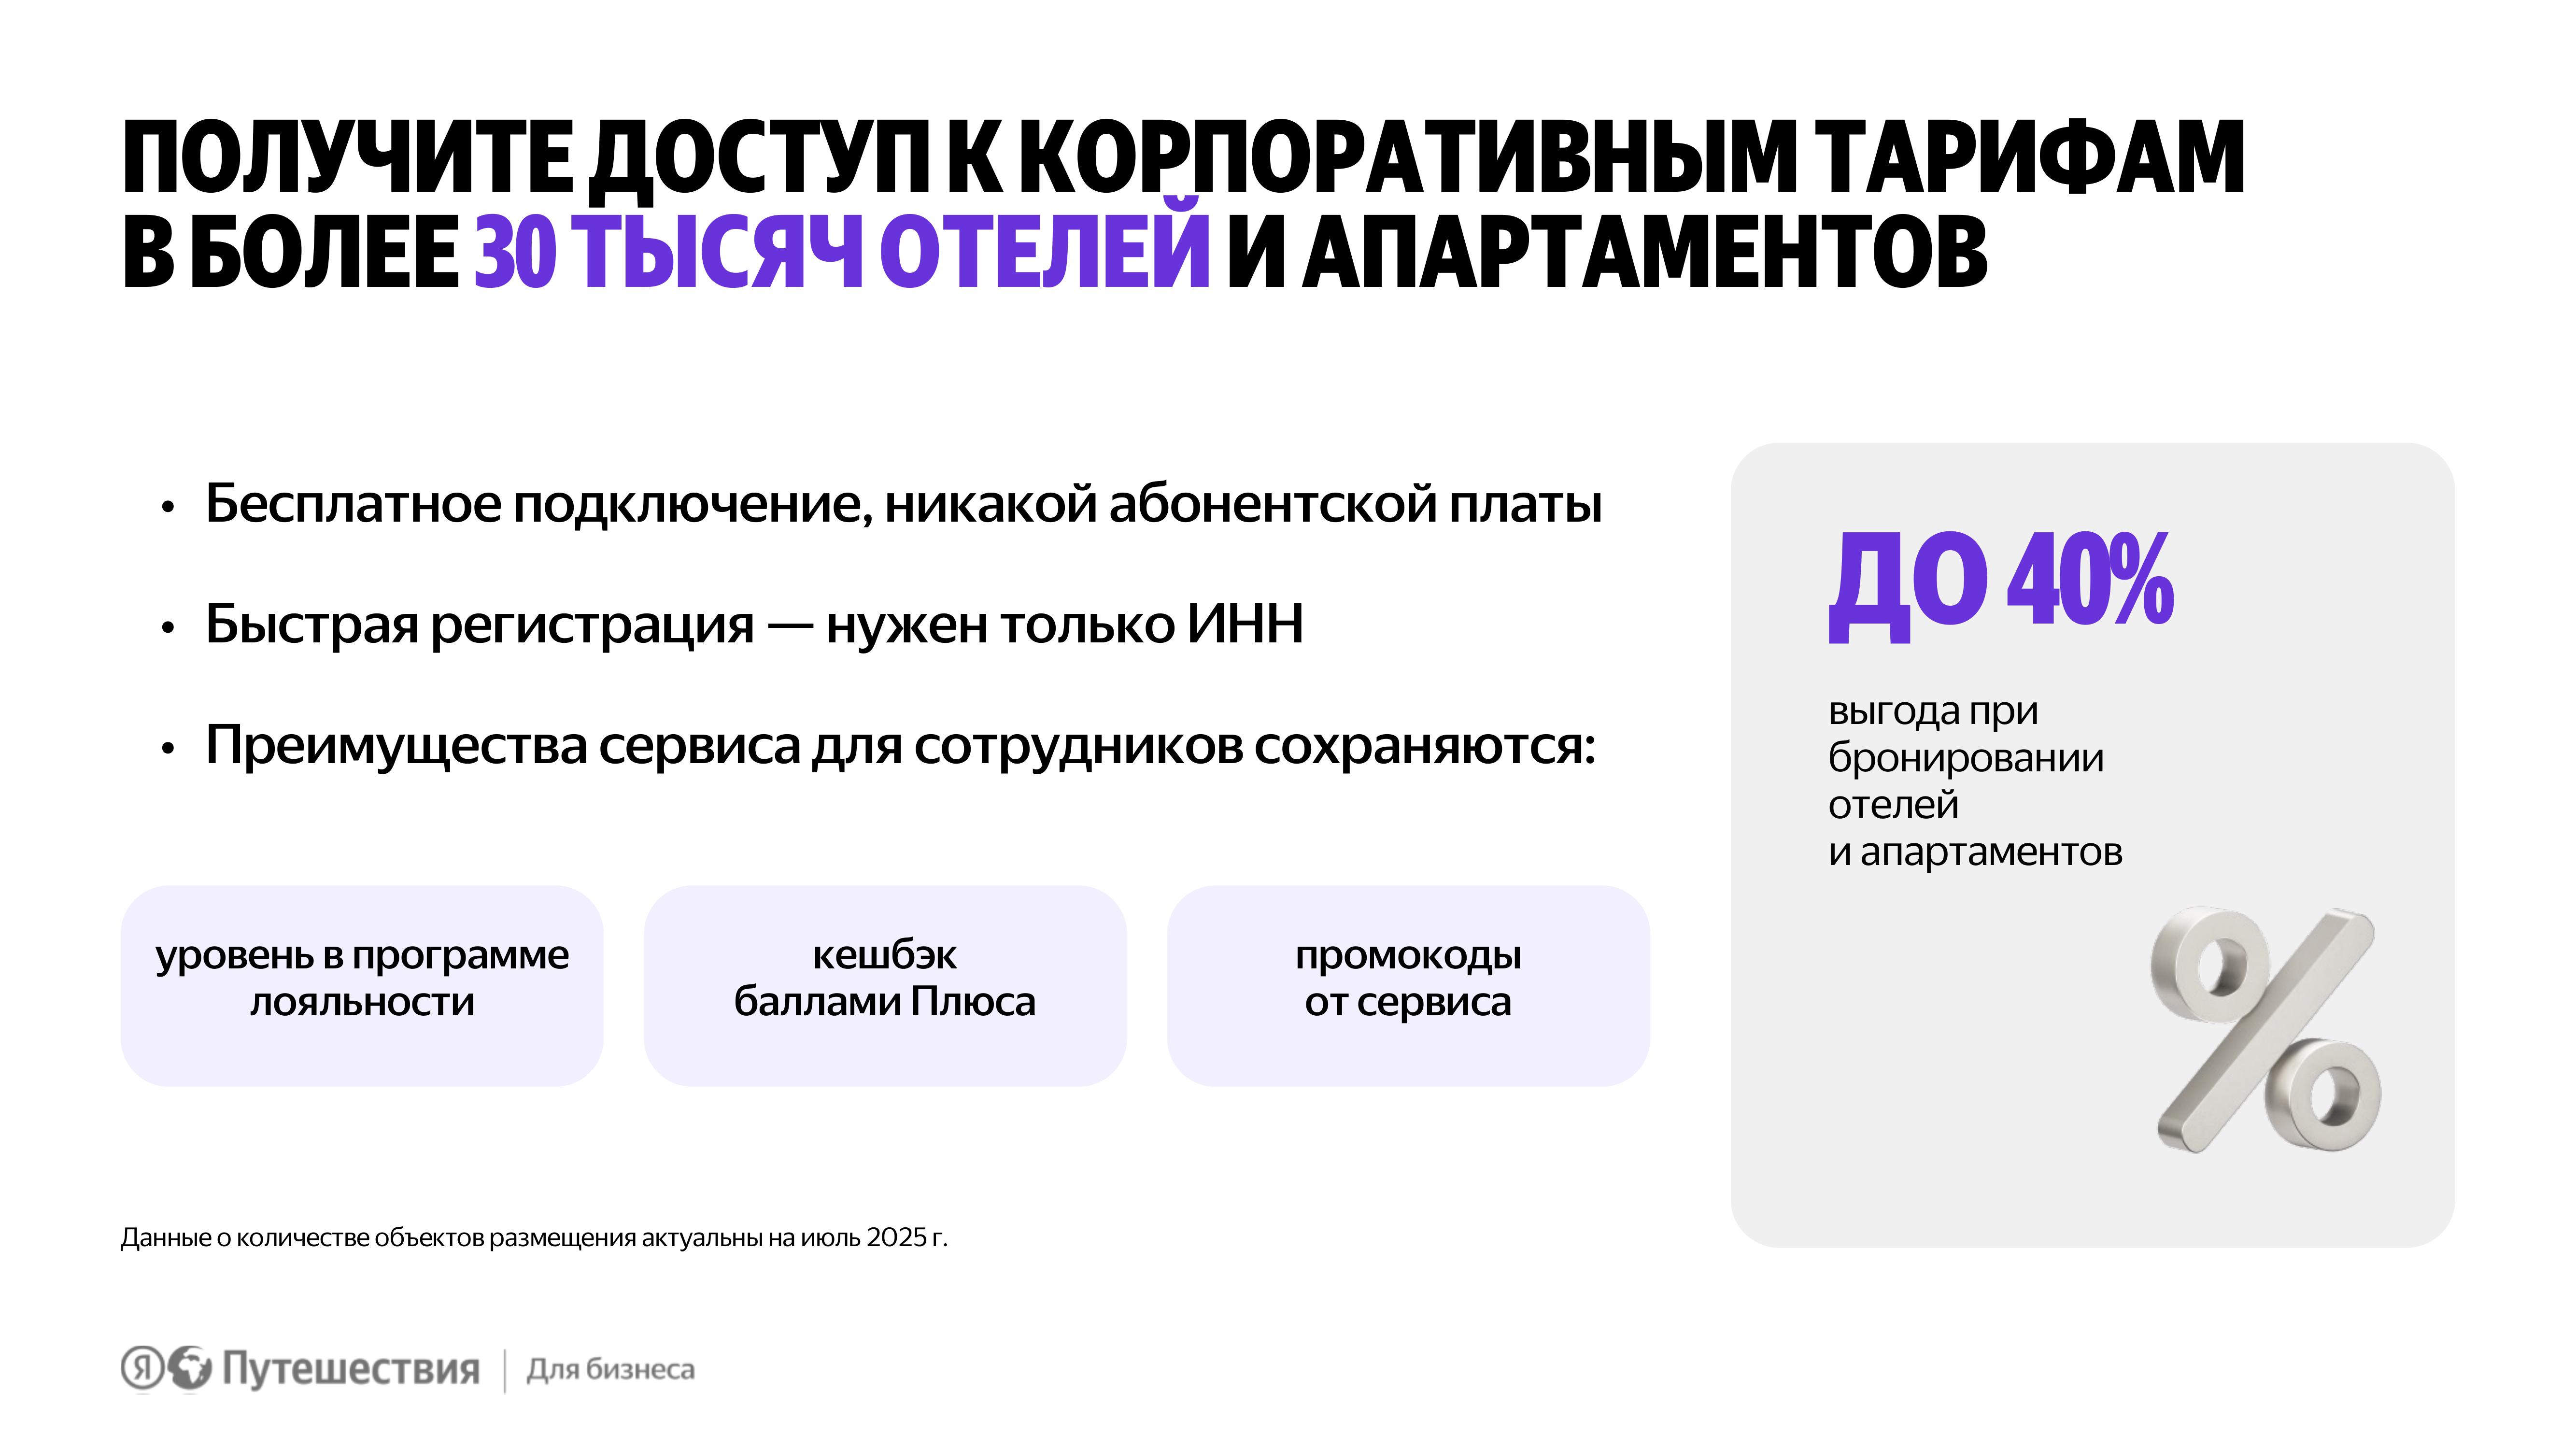 ПОЛУЧИТЕ ДОСТУП К КОРПОРАТИВНЫМ ТАРИФАМ
В БОЛЕЕ 30 ТЫСЯЧ ОТЕЛЕЙ И АПАРТАМЕНТОВ
• Бесплатное подключение, никакой абонентской платы
• Быстрая регистрация — нужен только ИНН
• Преимущества сервиса для сотрудников сохраняются:
уровень в программе
лояльности
кешбэк
баллами Плюса
промокоды
от сервиса
ДО 40%
выгода при
бронировании
отелей
и апартаментов
%
Данные о количестве объектов размещения актуальны на июль 2025 г.
Я Путешествия | Для бизнеса